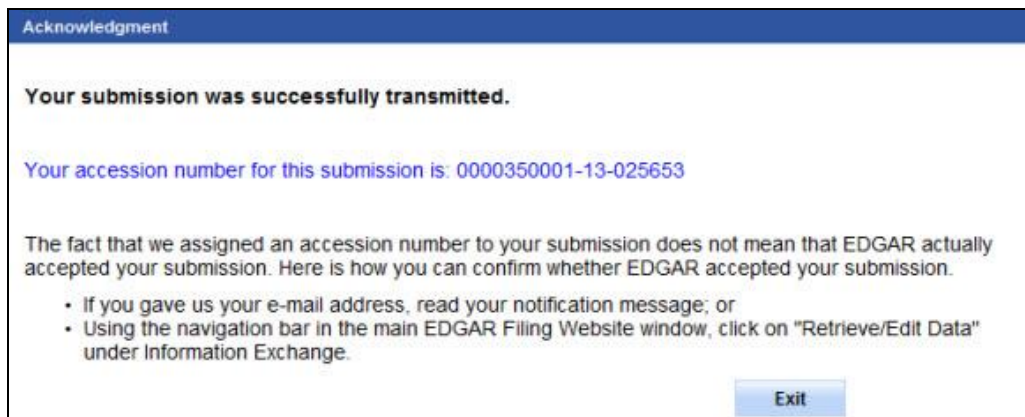 Acknowledgment
Your submission was successfully transmitted.
Your accession number for this submission is: 0000350001-13-025653
The fact that we assigned an accession number to your submission does not mean that EDGAR actually
accepted your submission. Here is how you can confirm whether EDGAR accepted your submission.
• If you gave us your e-mail address, read your notification message; or
• Using the navigation bar in the main EDGAR Filing Website window, click on "Retrieve/Edit Data"
under Information Exchange.
Exit